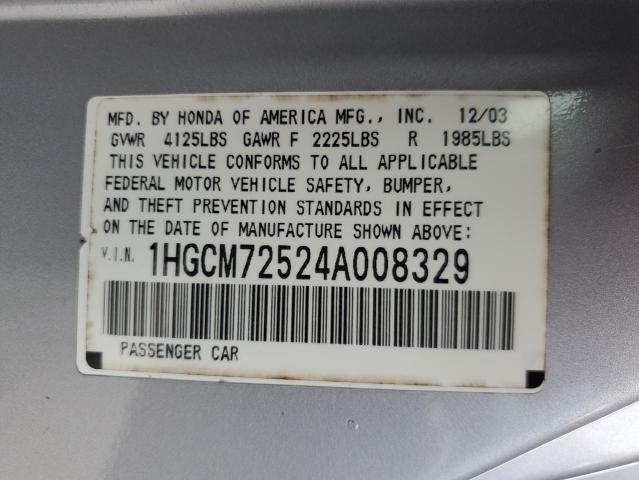 MFD. BY HONDA OF AMERICA MFG., INC. 12/03
GVWR 4125LBS GAWR F 2225LBS R 1985LBS
THIS VEHICLE CONFORMS TO ALL APPLICABLE
FEDERAL MOTOR VEHICLE SAFETY, BUMPER,
AND THEFT PREVENTION STANDARDS IN EFFECT
ON THE DATE OF MANUFACTURE SHOWN ABOVE:
V.I.N. 1HGCM72524A008329
PASSENGER CAR